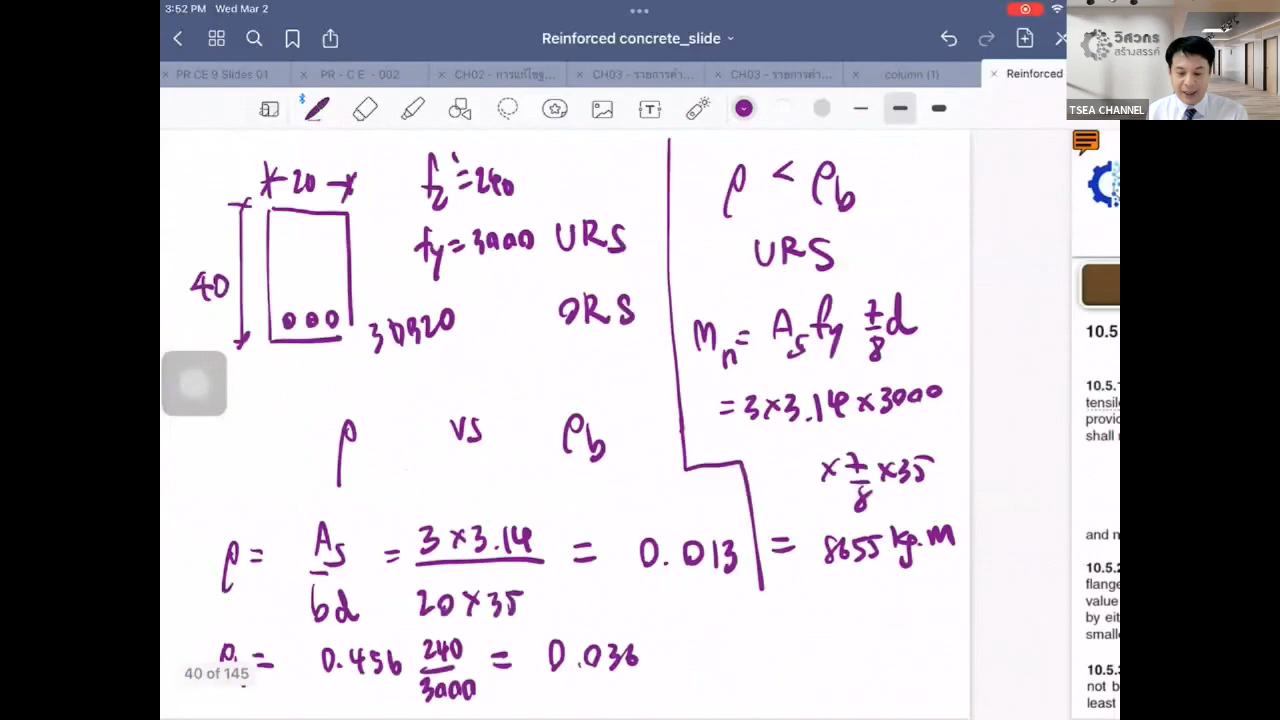 3:52 PM Wed Mar 2
Reinforced concrete_slide
วิศวกร
สร้างสรรค์
TSEA CHANNEL
PR CE 9 Slides 01
PR - C E - 002
CH02 - การแก้ไขฐ...
CH03 - รายการคำ...
CH03 - รายการคำ...
column (1)
Reinforced
20
fc' = 240
fy = 3000 URS
ORS
40
3DB20
ρ vs ρb
ρ = As/bd = 3×3.14/20×35 = 0.013
= 0.456 240/3000 = 0.036
40 of 145
ρ < ρb
URS
Mn = As fy 7/8 d
= 3×3.14×3000
× 7/8 ×35
= 8655 kg.m
10.5
10.5.1
tensile
provid
shall
and n
10.5.2
flange
value
by eit
smalle
10.5.3
not b
least